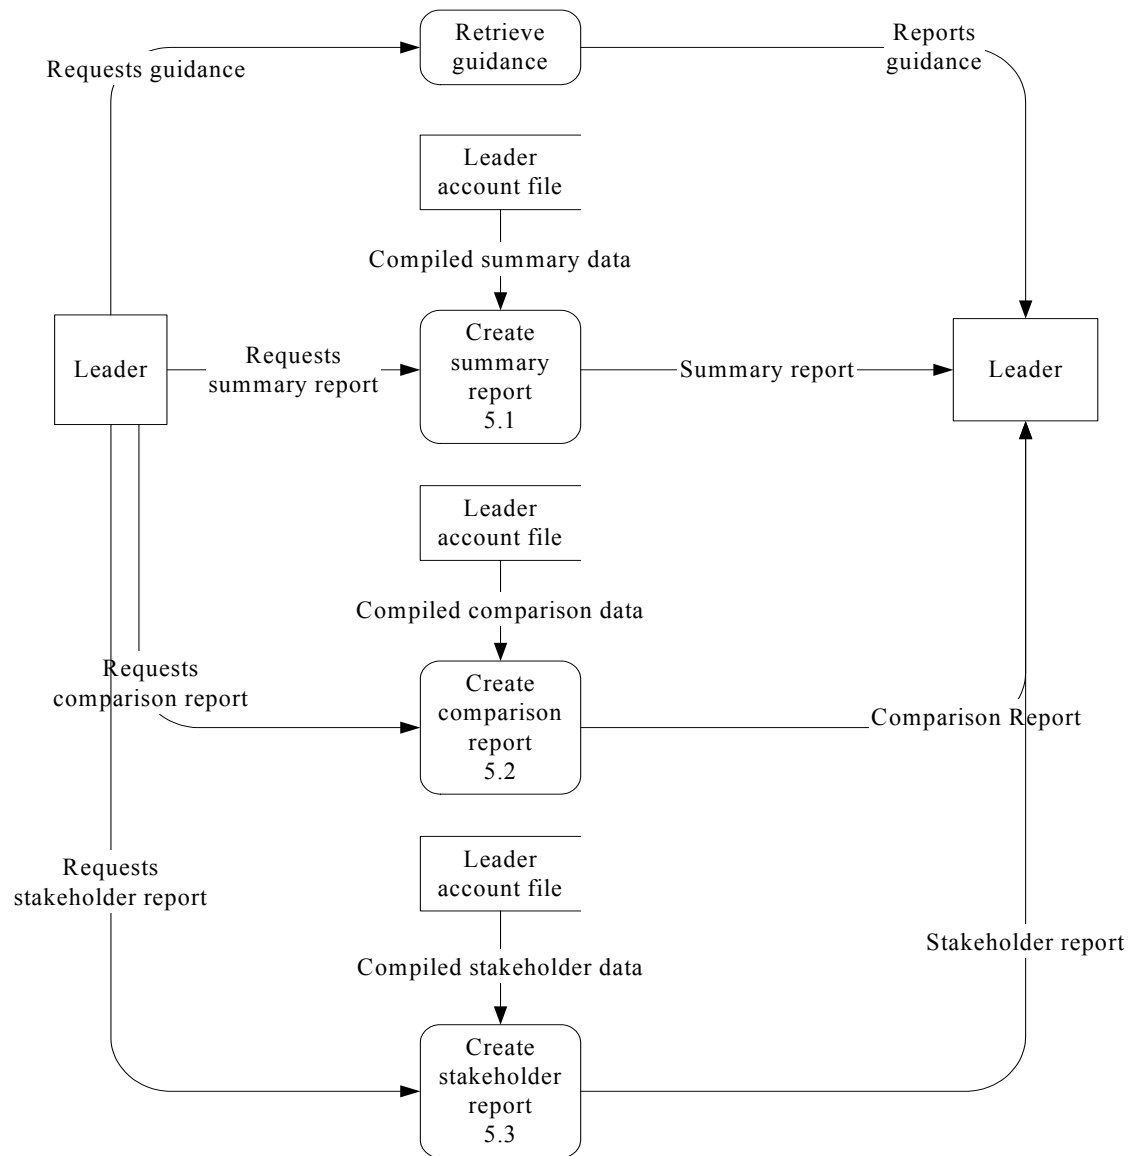 Retrieve
guidance
Reports
guidance
Requests guidance
Leader
account file
Compiled summary data
Leader
Requests
summary report
Create
summary
report
5.1
Summary report
Leader
Leader
account file
Compiled comparison data
Requests
comparison report
Create
comparison
report
5.2
Comparison Report
Leader
account file
Requests
stakeholder report
Compiled stakeholder data
Stakeholder report
Create
stakeholder
report
5.3